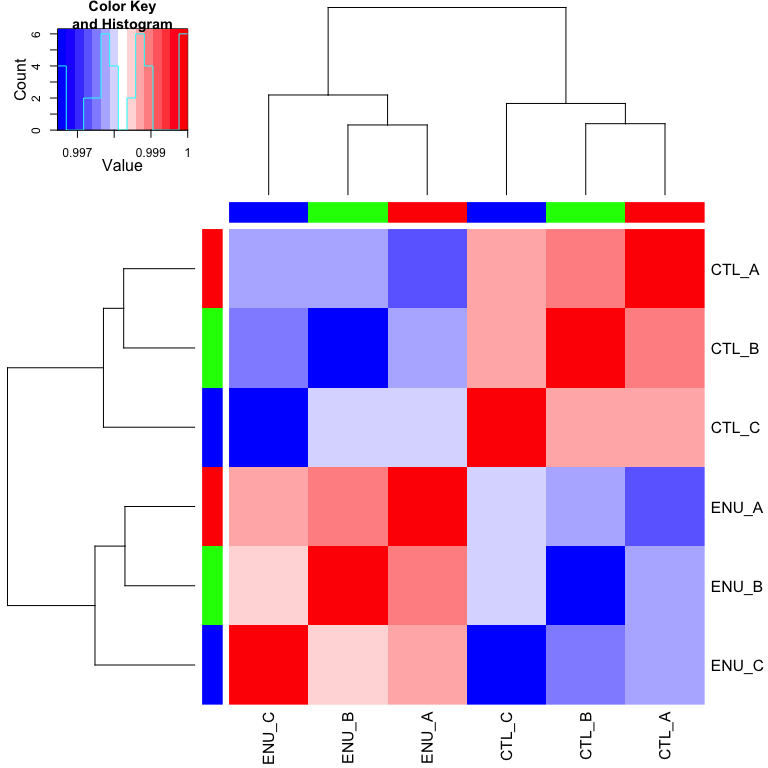 Color Key
and Histogram
Count
0 2 4 6
0.997 0.999 1
Value
CTL_A
CTL_B
CTL_C
ENU_A
ENU_B
ENU_C
ENU_C ENU_B ENU_A CTL_C CTL_B CTL_A